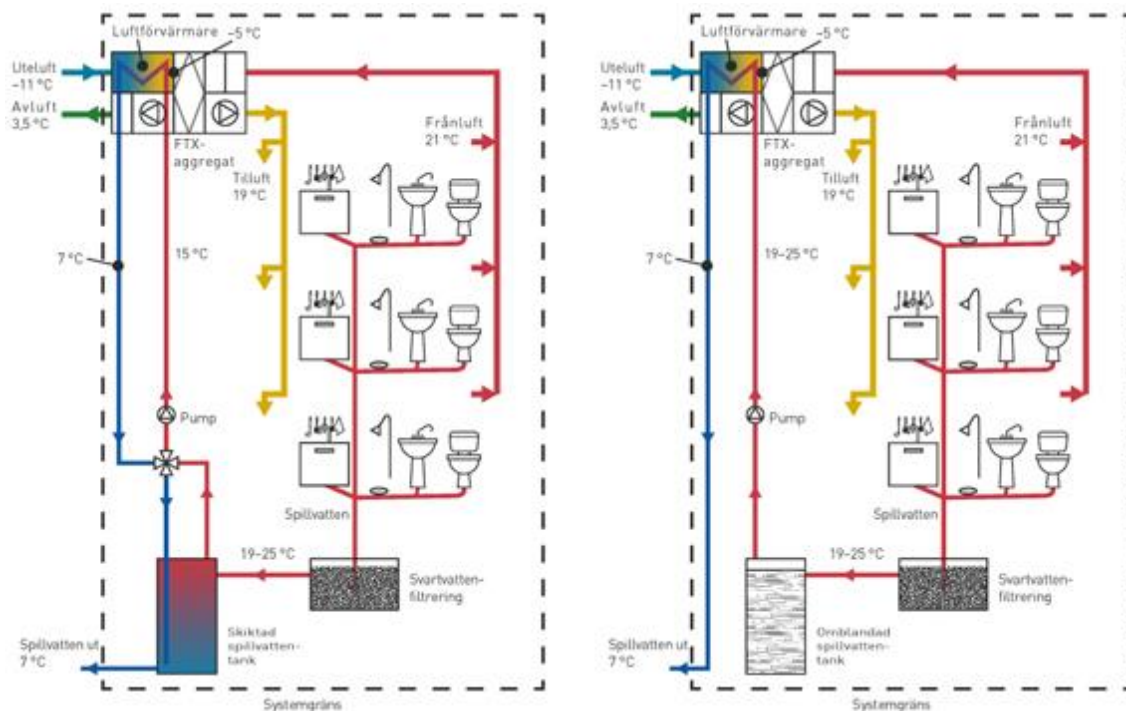 Luftförvärmare
–5 °C
Uteluft
–11 °C
Avluft
3,5 °C
FTX-
aggregat
Tilluft
19 °C
Frånluft
21 °C
7 °C
15 °C
Pump
Spillvatten
19–25 °C
Svartvatten-
filtrering
Skiktad
spillvatten-
tank
Spillvatten ut
7 °C
Systemgräns
Luftförvärmare
–5 °C
Uteluft
–11 °C
Avluft
3,5 °C
FTX-
aggregat
Tilluft
19 °C
Frånluft
21 °C
7 °C
19–25 °C
Pump
Spillvatten
19–25 °C
Svartvatten-
filtrering
Omblandad
spillvatten-
tank
Spillvatten ut
7 °C
Systemgräns